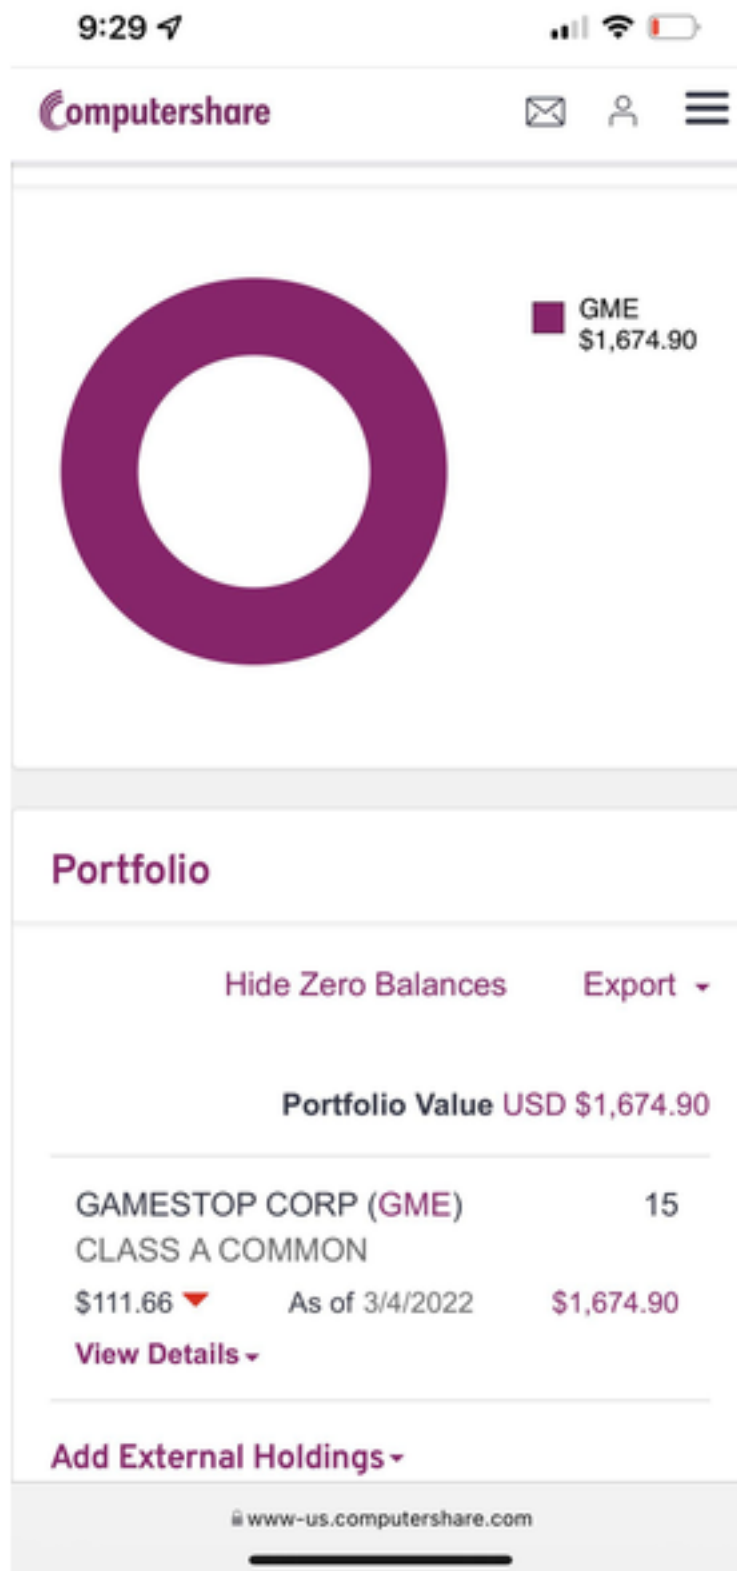 9:29
Computershare
GME
$1,674.90
Portfolio
Hide Zero Balances Export
Portfolio Value USD $1,674.90
GAMESTOP CORP (GME) 15
CLASS A COMMON
$111.66 As of 3/4/2022 $1,674.90
View Details
Add External Holdings
www-us.computershare.com